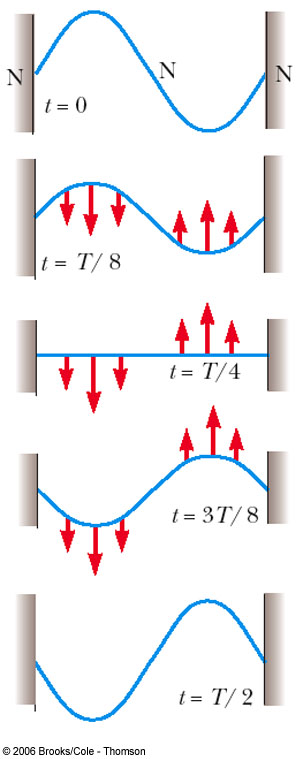 N N N
t = 0
t = T/ 8
t = T/4
t = 3T/ 8
t = T/ 2
© 2006 Brooks/Cole - Thomson